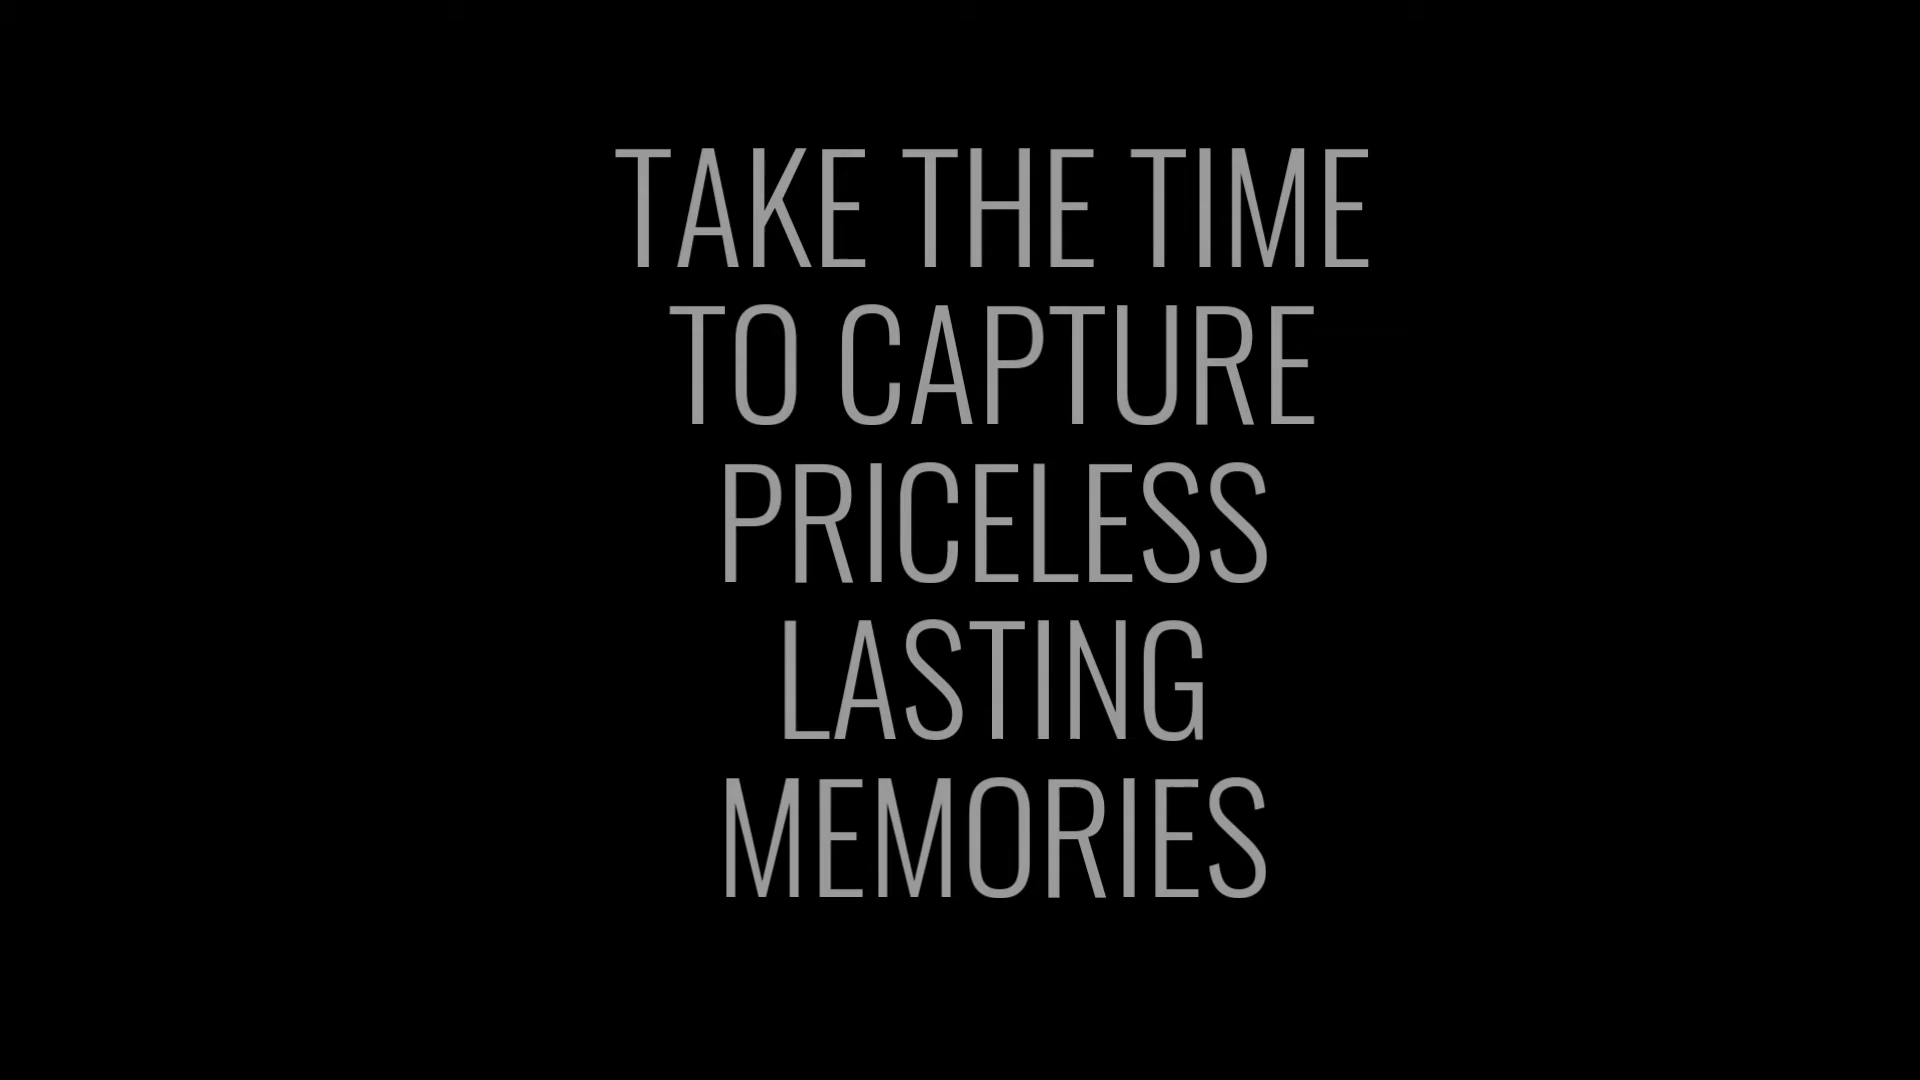 TAKE THE TIME
TO CAPTURE
PRICELESS
LASTING
MEMORIES